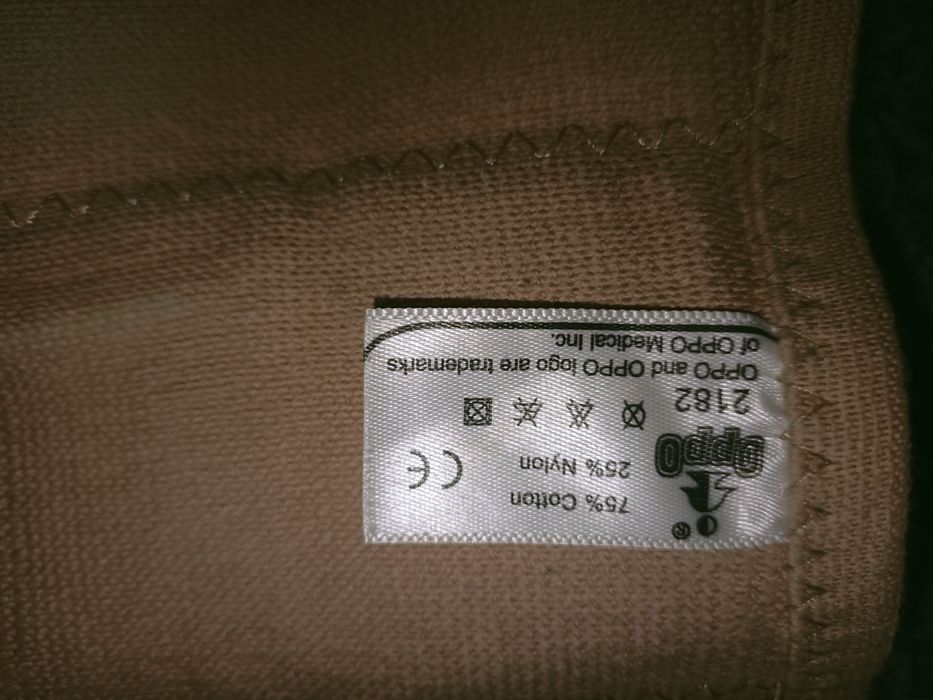 ®
oppo
75% Cotton
25% Nylon
CE
2182
OPPO and OPPO logo are trademarks
of OPPO Medical Inc.